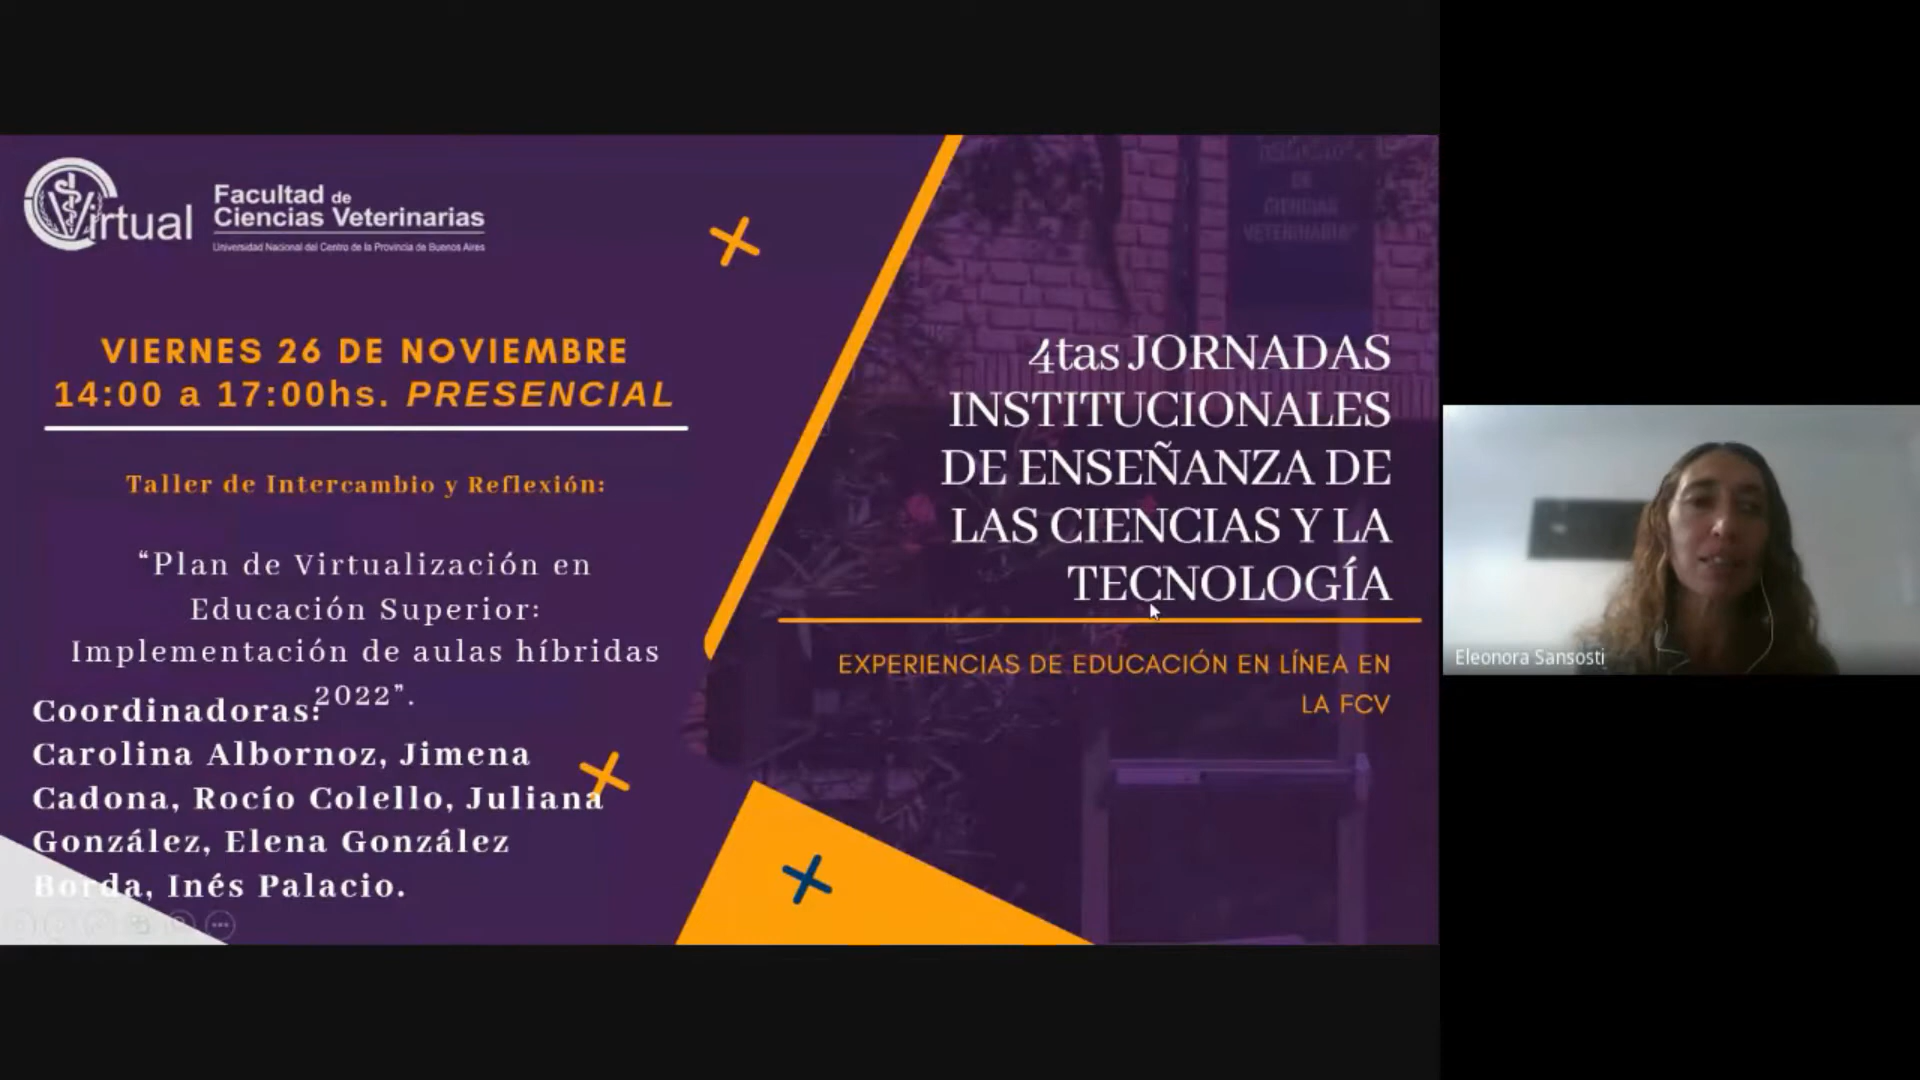 Virtual
Facultad de
Ciencias Veterinarias
Universidad Nacional del Centro de la Provincia de Buenos Aires
VIERNES 26 DE NOVIEMBRE
14:00 a 17:00hs. PRESENCIAL
Taller de Intercambio y Reflexión:
“Plan de Virtualización en
Educación Superior:
Implementación de aulas híbridas
2022”.
Coordinadoras:
Carolina Albornoz, Jimena
Cadona, Rocío Colello, Juliana
González, Elena González
Borda, Inés Palacio.
DE
CIENCIAS
VETERINARIAS
4tas JORNADAS
INSTITUCIONALES
DE ENSEÑANZA DE
LAS CIENCIAS Y LA
TECNOLOGÍA
EXPERIENCIAS DE EDUCACIÓN EN LÍNEA EN
LA FCV
Eleonora Sansosti